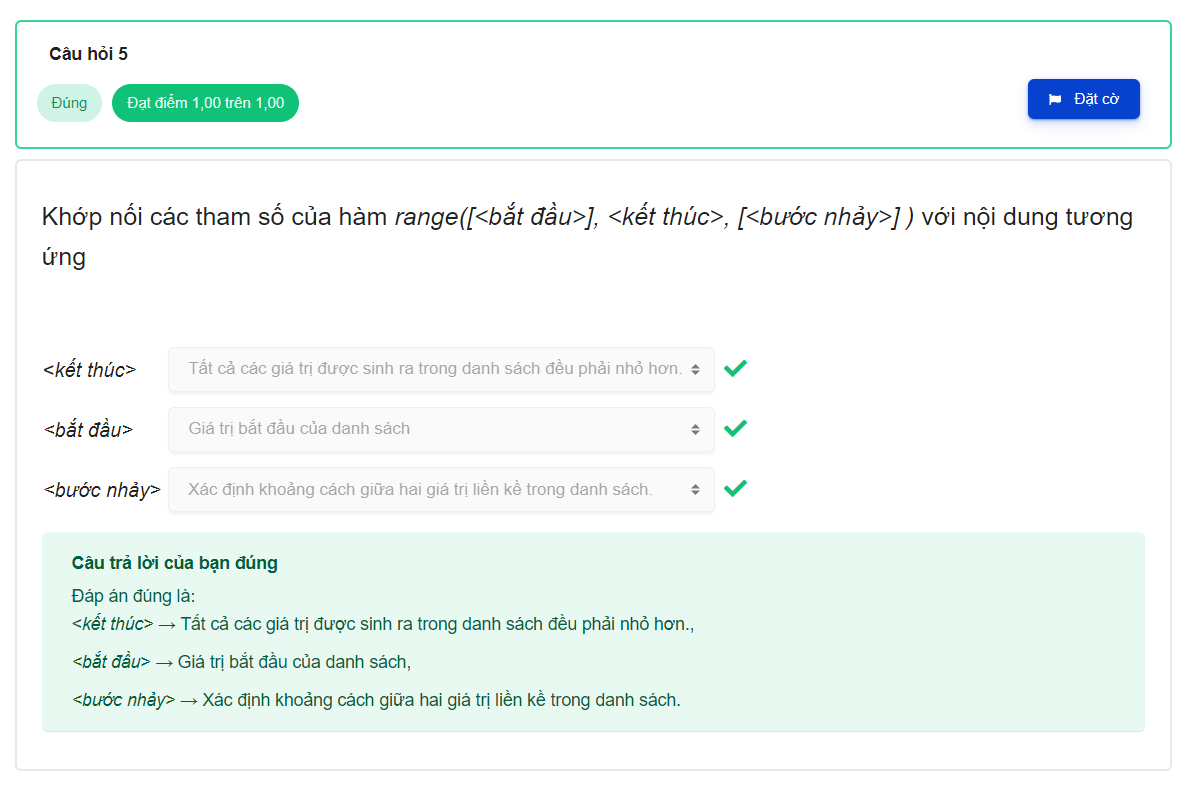 Câu hỏi 5
Đúng
Đạt điểm 1,00 trên 1,00
Đặt cờ
Khớp nối các tham số của hàm range([<bắt đầu>], <kết thúc>, [<bước nhảy>] ) với nội dung tương
ứng
<kết thúc> Tất cả các giá trị được sinh ra trong danh sách đều phải nhỏ hơn.
<bắt đầu> Giá trị bắt đầu của danh sách
<bước nhảy> Xác định khoảng cách giữa hai giá trị liền kề trong danh sách.
Câu trả lời của bạn đúng
Đáp án đúng là:
<kết thúc> → Tất cả các giá trị được sinh ra trong danh sách đều phải nhỏ hơn.,
<bắt đầu> → Giá trị bắt đầu của danh sách,
<bước nhảy> → Xác định khoảng cách giữa hai giá trị liền kề trong danh sách.